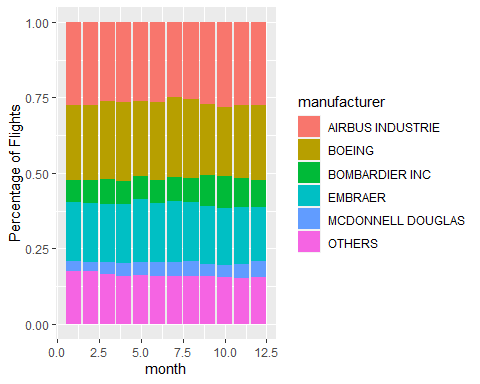 1.00
0.75
0.50
0.25
0.00
Percentage of Flights
0.0 2.5 5.0 7.5 10.0 12.5
month
manufacturer
AIRBUS INDUSTRIE
BOEING
BOMBARDIER INC
EMBRAER
MCDONNELL DOUGLAS
OTHERS